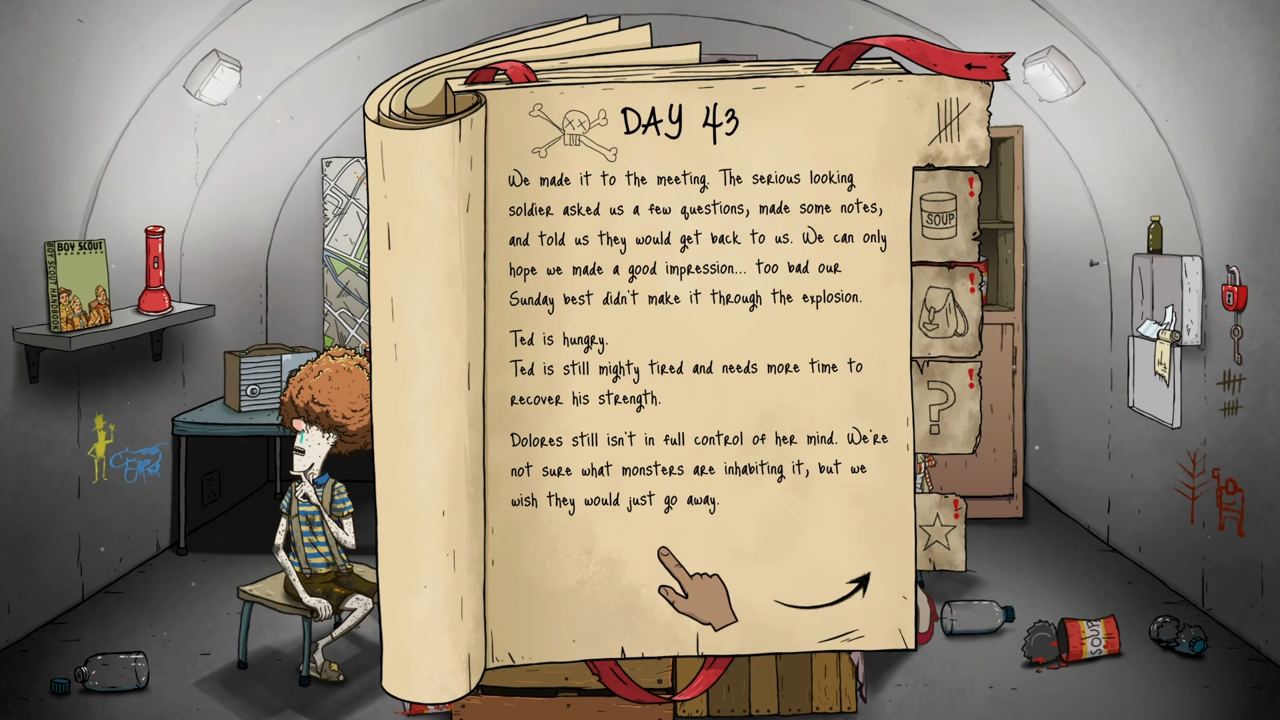 DAY 43
We made it to the meeting. The serious looking
soldier asked us a few questions, made some notes,
and told us they would get back to us. We can only
hope we made a good impression... too bad our
Sunday best didn't make it through the explosion.
Ted is hungry.
Ted is still mighty tired and needs more time to
recover his strength.
Dolores still isn't in full control of her mind. We're
not sure what monsters are inhabiting it, but we
wish they would just go away.
SOUP
!
!
?
!
!
BOY SCOUT
BOY SCOUT HANDBOOK
SOUP